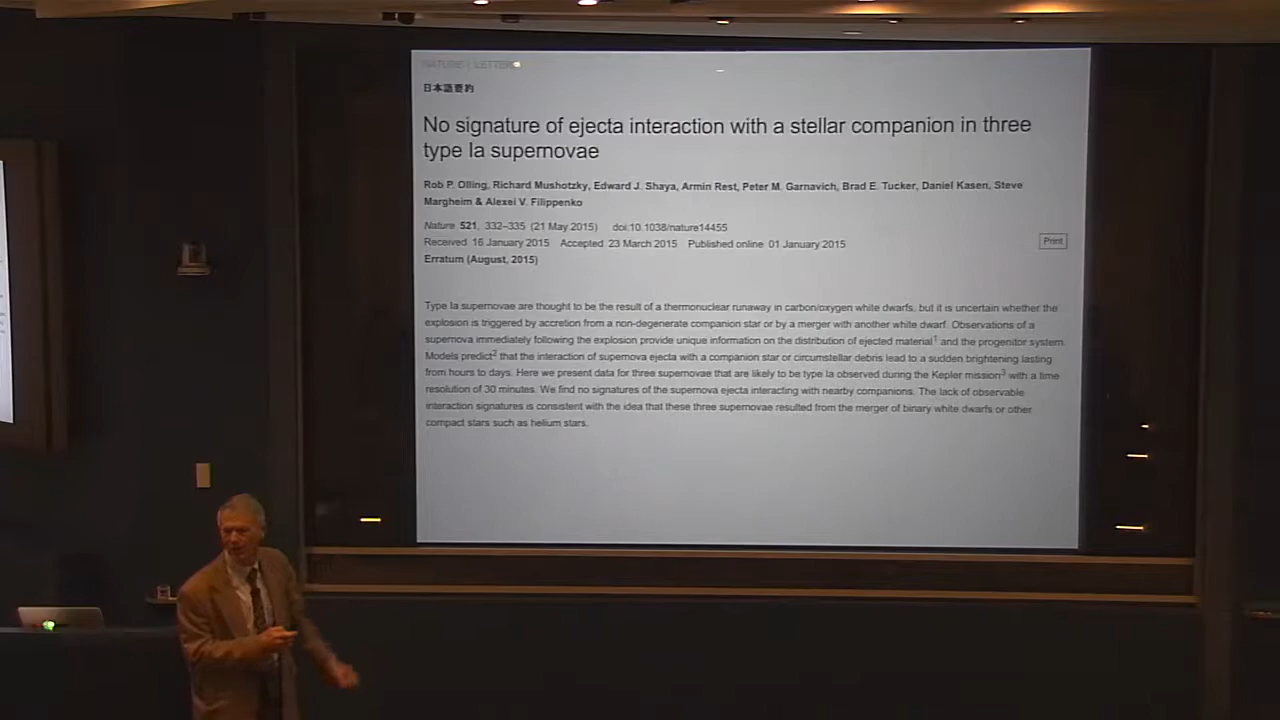 NATURE | LETTER
日本語要約
No signature of ejecta interaction with a stellar companion in three
type Ia supernovae
Rob P. Olling, Richard Mushotzky, Edward J. Shaya, Armin Rest, Peter M. Garnavich, Brad E. Tucker, Daniel Kasen, Steve
Margheim & Alexei V. Filippenko
Nature 521, 332–335 (21 May 2015) doi:10.1038/nature14455
Received 16 January 2015 Accepted 23 March 2015 Published online 01 January 2015
Print
Erratum (August, 2015)
Type Ia supernovae are thought to be the result of a thermonuclear runaway in carbon/oxygen white dwarfs, but it is uncertain whether the
explosion is triggered by accretion from a non-degenerate companion star or by a merger with another white dwarf. Observations of a
supernova immediately following the explosion provide unique information on the distribution of ejected material1 and the progenitor system.
Models predict2 that the interaction of supernova ejecta with a companion star or circumstellar debris lead to a sudden brightening lasting
from hours to days. Here we present data for three supernovae that are likely to be type Ia observed during the Kepler mission3 with a time
resolution of 30 minutes. We find no signatures of the supernova ejecta interacting with nearby companions. The lack of observable
interaction signatures is consistent with the idea that these three supernovae resulted from the merger of binary white dwarfs or other
compact stars such as helium stars.